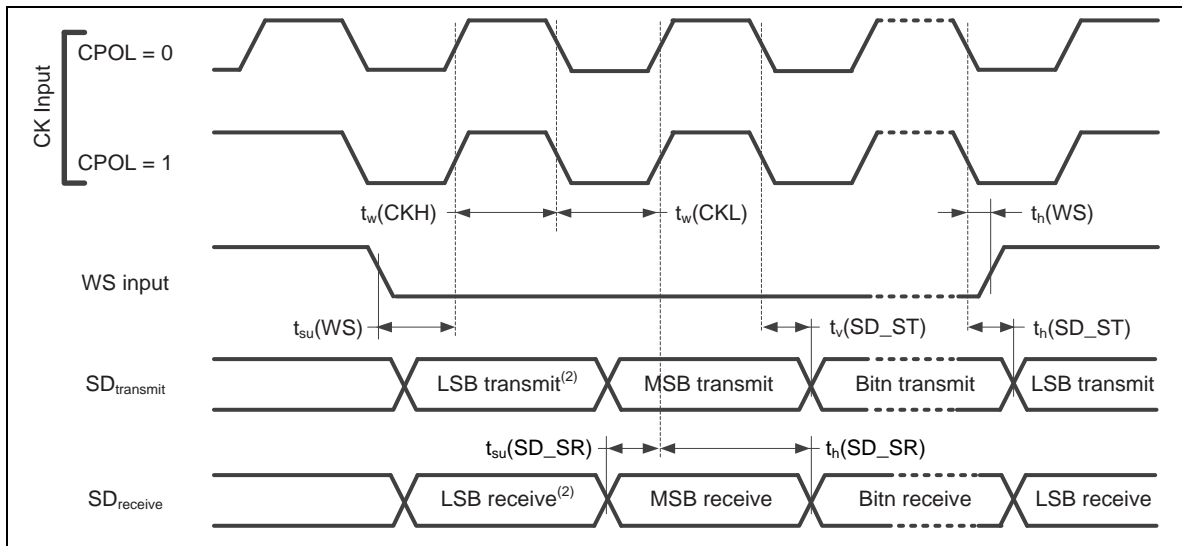 CK Input
CPOL = 0
CPOL = 1
tw(CKH)
tw(CKL)
th(WS)
WS input
tsu(WS)
tv(SD_ST)
th(SD_ST)
SDtransmit
LSB transmit(2)
MSB transmit
Bitn transmit
LSB transmit
tsu(SD_SR)
th(SD_SR)
SDreceive
LSB receive(2)
MSB receive
Bitn receive
LSB receive